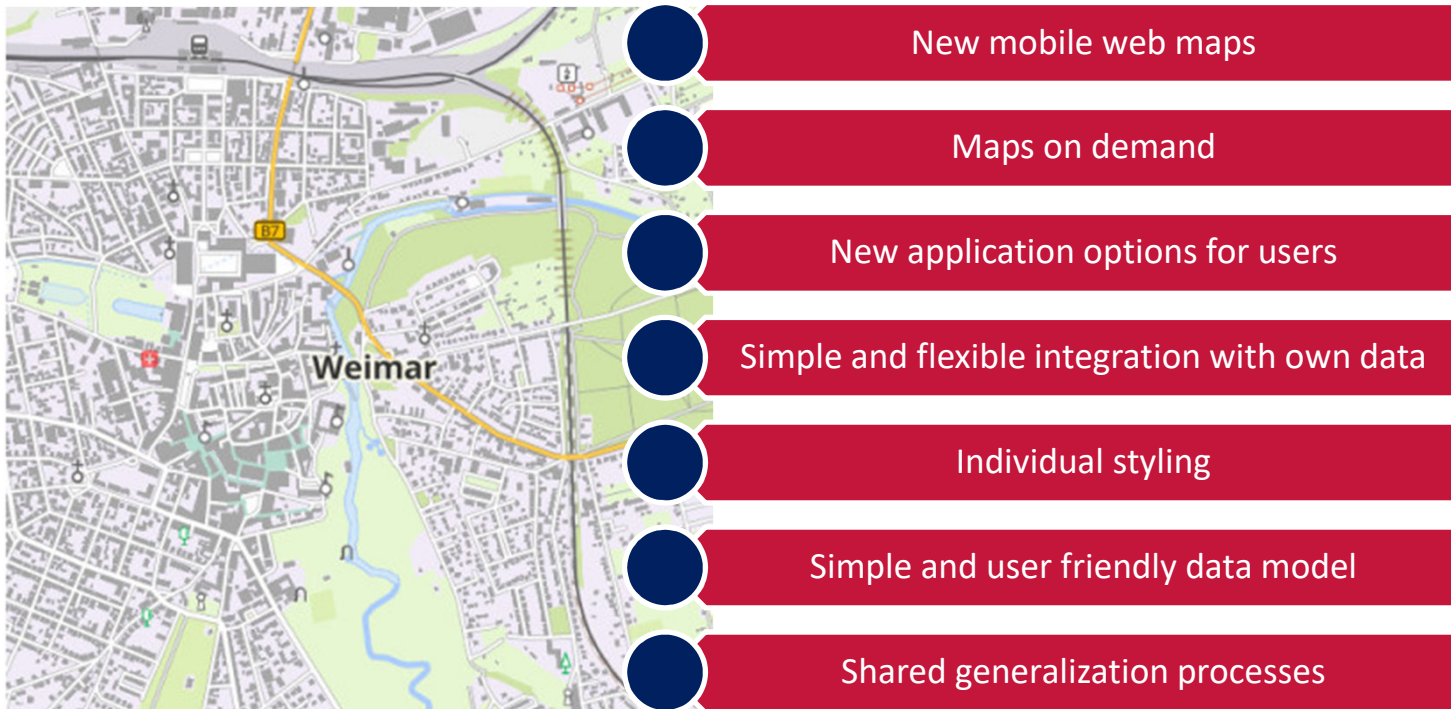 New mobile web maps
Maps on demand
B7
New application options for users
Weimar
Simple and flexible integration with own data
Individual styling
Simple and user friendly data model
Shared generalization processes